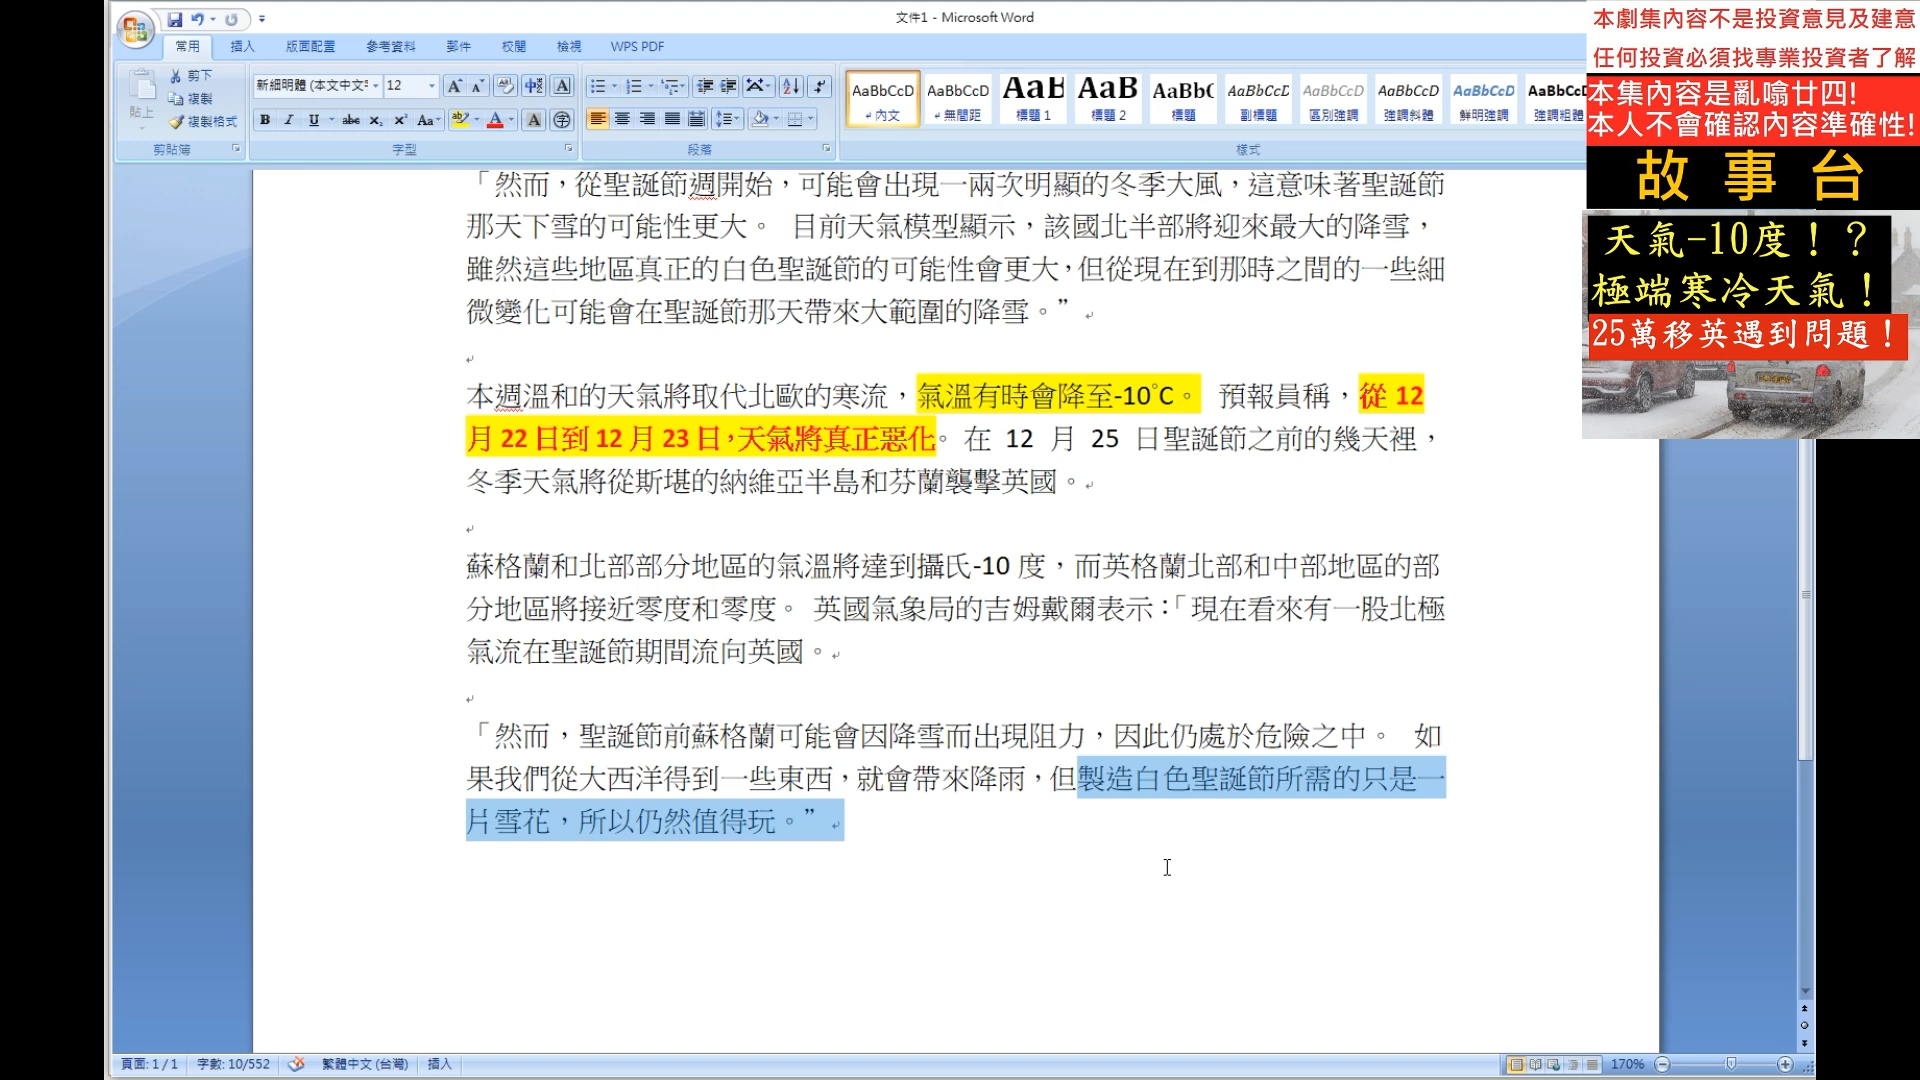 文件1 - Microsoft Word
常用 插入 版面配置 參考資料 郵件 校閱 檢視 WPS PDF
剪下
複製
貼上
複製格式
剪貼簿
新細明體 (本文中文 12
字型
段落
AaBbCcD AaBbCcD AaB AaB AaBbC AaBbCcD AaBbCcD AaBbCcD AaBbCcD AaBbCcD
內文 無間距 標題 1 標題 2 標題 副標題 區別強調 強調斜體 鮮明強調 強調粗體
樣式
「然而，從聖誕節週開始，可能會出現一兩次明顯的冬季大風，這意味著聖誕節
那天下雪的可能性更大。 目前天氣模型顯示，該國北半部將迎來最大的降雪，
雖然這些地區真正的白色聖誕節的可能性會更大，但從現在到那時之間的一些細
微變化可能會在聖誕節那天帶來大範圍的降雪。”
本週溫和的天氣將取代北歐的寒流，氣溫有時會降至-10°C。 預報員稱，從 12
月 22 日到 12 月 23 日，天氣將真正惡化。在 12 月 25 日聖誕節之前的幾天裡，
冬季天氣將從斯堪的納維亞半島和芬蘭襲擊英國。
蘇格蘭和北部部分地區的氣溫將達到攝氏-10 度，而英格蘭北部和中部地區的部
分地區將接近零度和零度。 英國氣象局的吉姆戴爾表示：「現在看來有一股北極
氣流在聖誕節期間流向英國。
「然而，聖誕節前蘇格蘭可能會因降雪而出現阻力，因此仍處於危險之中。 如
果我們從大西洋得到一些東西，就會帶來降雨，但製造白色聖誕節所需的只是一
片雪花，所以仍然值得玩。”
頁面: 1 / 1 字數: 10/552 繁體中文 (台灣) 插入 170%
本劇集內容不是投資意見及建意
任何投資必須找專業投資者了解
本集內容是亂噏廿四!
本人不會確認內容準確性!
故事台
天氣-10度！？
極端寒冷天氣！
25萬移英遇到問題！